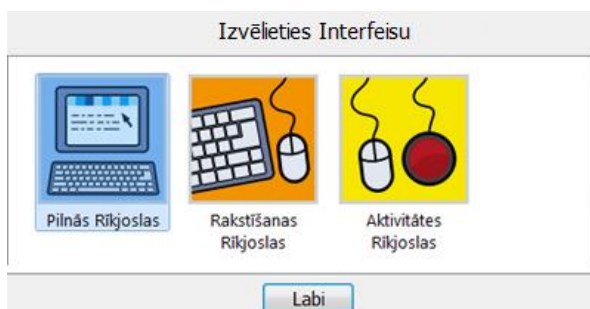 Izvēlieties Interfeisu
Pilnās Rīkjoslas
Rakstīšanas
Rīkjoslas
Aktivitātes
Rīkjoslas
Labi